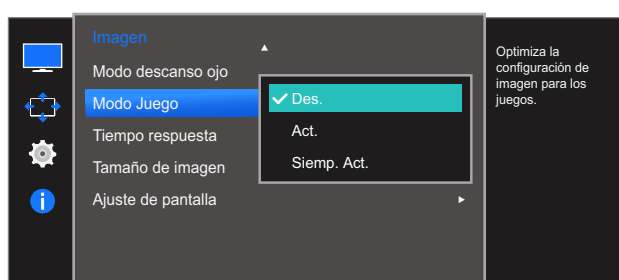 Imagen
Modo descanso ojo
Modo Juego
Tiempo respuesta
Tamaño de imagen
Ajuste de pantalla
Des.
Act.
Siemp. Act.
Optimiza la
configuración de
imagen para los
juegos.